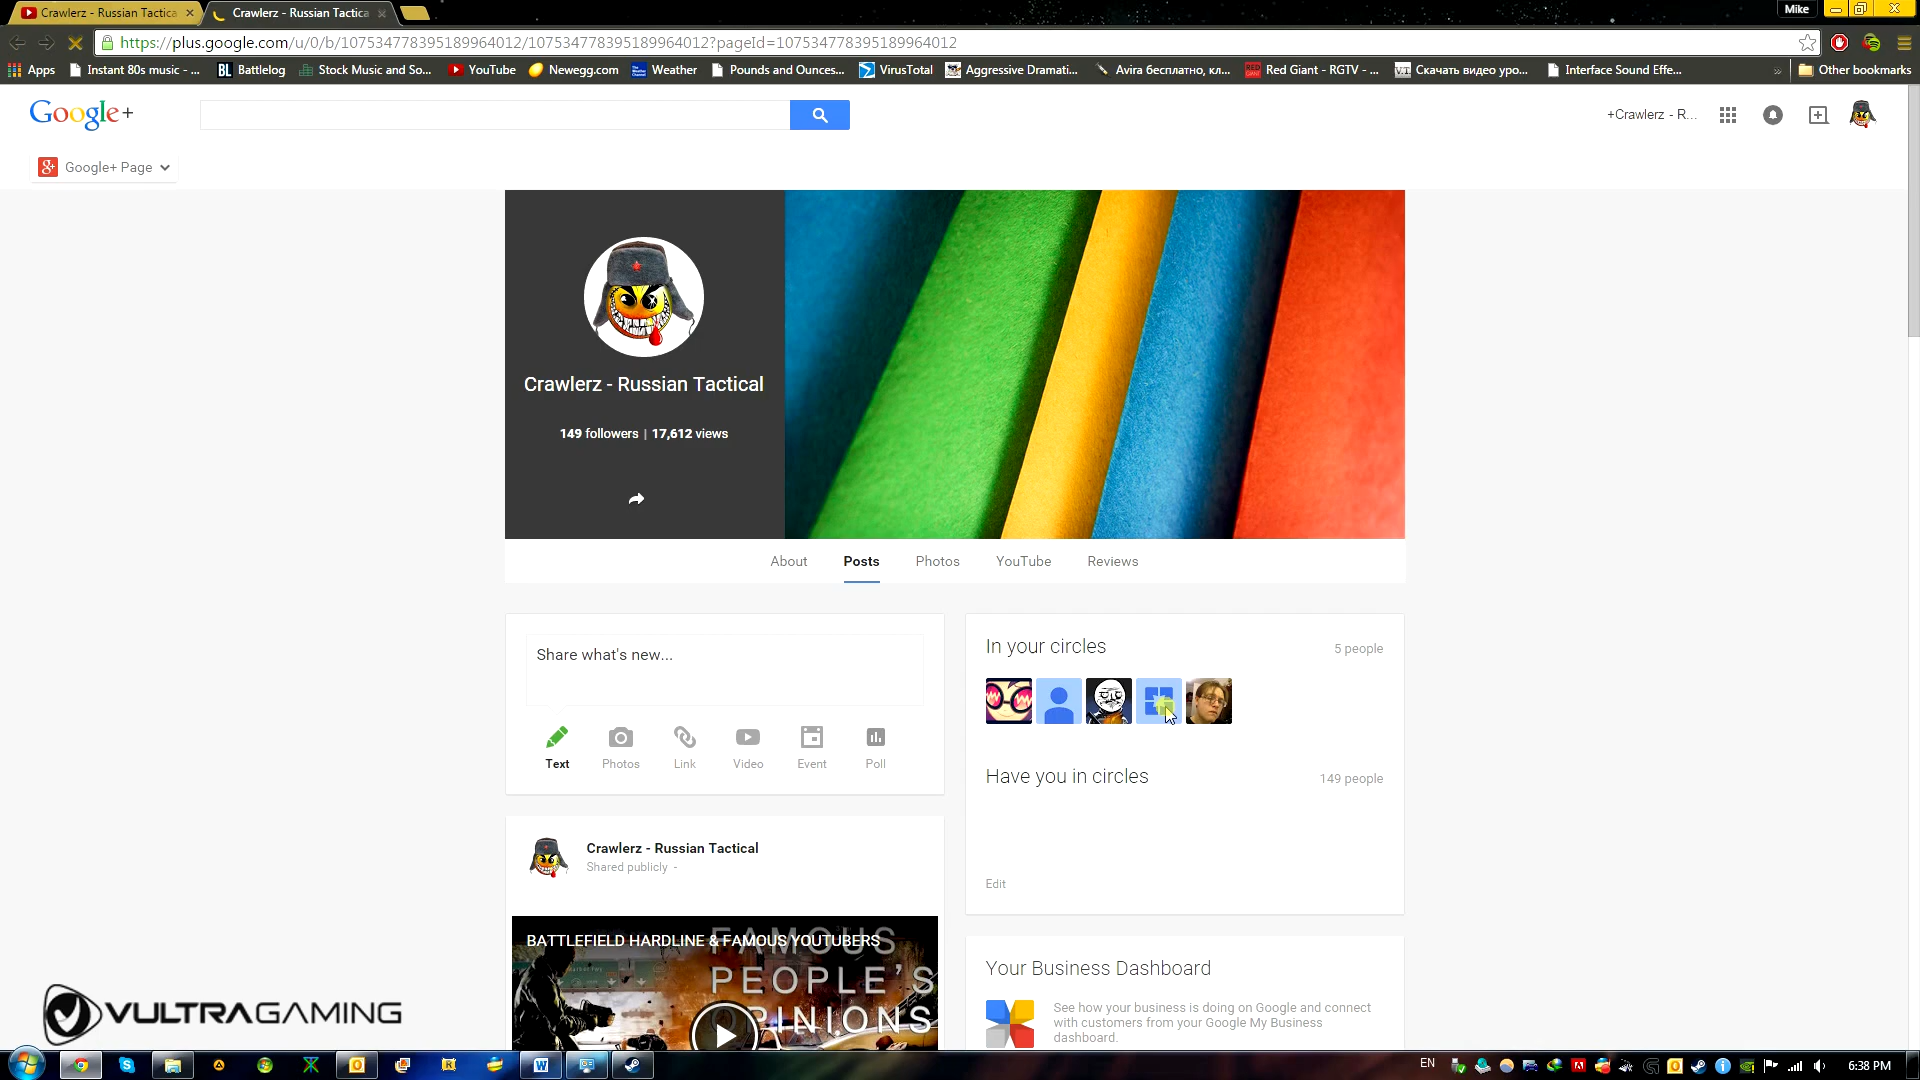 Crawlerz - Russian Tactica
Crawlerz - Russian Tactica
Mike
https://plus.google.com/u/0/b/107534778395189964012/107534778395189964012?pageId=107534778395189964012
Apps
Instant 80s music - ...
BL Battlelog
Stock Music and So...
YouTube
Newegg.com
Weather
Pounds and Ounces...
VirusTotal
Aggressive Dramati...
Avira бесплатно, кл...
Red Giant - RGTV - ...
V.T. Скачать видео уро...
Interface Sound Effe...
»
Other bookmarks
Google+
+Crawlerz - R...
Google+ Page
Crawlerz - Russian Tactical
149 followers | 17,612 views
About
Posts
Photos
YouTube
Reviews
Share what's new...
Text
Photos
Link
Video
Event
Poll
In your circles
5 people
Have you in circles
149 people
Edit
Crawlerz - Russian Tactical
Shared publicly -
BATTLEFIELD HARDLINE & FAMOUS YOUTUBERS
FAMOUS
PEOPLE'S
OPINIONS
Your Business Dashboard
See how your business is doing on Google and connect
with customers from your Google My Business
dashboard.
VULTRAGAMING
EN
6:38 PM